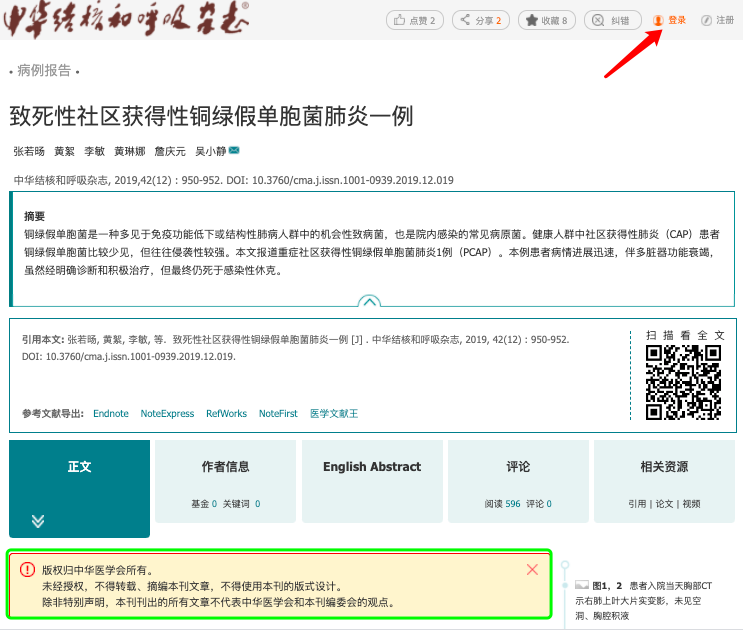 中华结核和呼吸杂志®
点赞 2 分享 2 收藏 8 纠错 登录 注册
• 病例报告 •
致死性社区获得性铜绿假单胞菌肺炎一例
张若旸 黄絮 李敏 黄琳娜 詹庆元 吴小静
中华结核和呼吸杂志, 2019,42(12) : 950-952. DOI: 10.3760/cma.j.issn.1001-0939.2019.12.019
摘要
铜绿假单胞菌是一种多见于免疫功能低下或结构性肺病人群中的机会性致病菌，也是院内感染的常见病原菌。健康人群中社区获得性肺炎（CAP）患者
铜绿假单胞菌比较少见，但往往侵袭性较强。本文报道重症社区获得性铜绿假单胞菌肺炎1例（PCAP）。本例患者病情进展迅速，伴多脏器功能衰竭，
虽然经明确诊断和积极治疗，但最终仍死于感染性休克。
引用本文: 张若旸, 黄絮, 李敏, 等. 致死性社区获得性铜绿假单胞菌肺炎一例 [J] . 中华结核和呼吸杂志, 2019, 42(12) : 950-952.
DOI: 10.3760/cma.j.issn.1001-0939.2019.12.019.
扫描看全文
参考文献导出: Endnote NoteExpress RefWorks NoteFirst 医学文献王
正文 作者信息 English Abstract 评论 相关资源
基金 0 关键词 0 阅读 596 评论 0 引用 | 论文 | 视频
版权归中华医学会所有。
未经授权，不得转载、摘编本刊文章，不得使用本刊的版式设计。
除非特别声明，本刊刊出的所有文章不代表中华医学会和本刊编委会的观点。
图1，2 患者入院当天胸部CT
示右肺上叶大片实变影，未见空
洞、胸腔积液